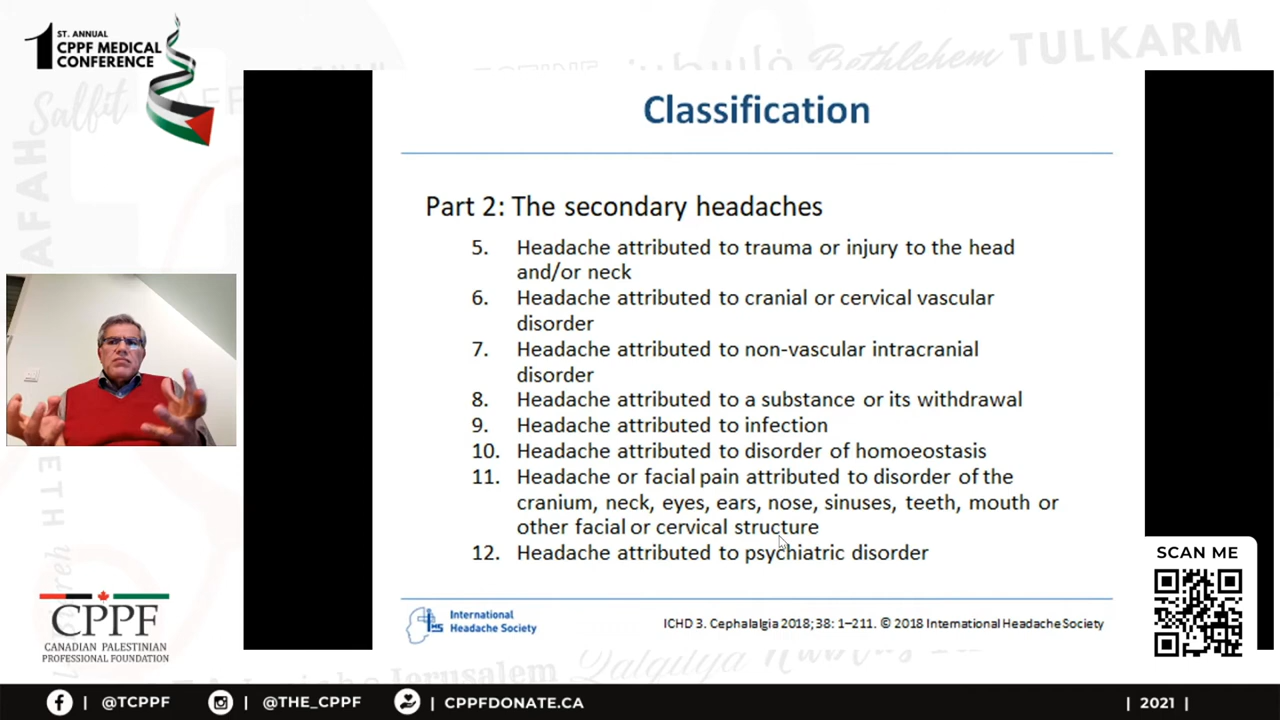 1 ST. ANNUAL
CPPF MEDICAL
CONFERENCE
Salfit
AFAH
Bethlehem
TULKARM
Classification
Part 2: The secondary headaches
5. Headache attributed to trauma or injury to the head
and/or neck
6. Headache attributed to cranial or cervical vascular
disorder
7. Headache attributed to non-vascular intracranial
disorder
8. Headache attributed to a substance or its withdrawal
9. Headache attributed to infection
10. Headache attributed to disorder of homoeostasis
11. Headache or facial pain attributed to disorder of the
cranium, neck, eyes, ears, nose, sinuses, teeth, mouth or
other facial or cervical structure
12. Headache attributed to psychiatric disorder
International
Headache Society
IHS
ICHD 3. Cephalalgia 2018; 38: 1–211. © 2018 International Headache Society
SCAN ME
CPPF
CANADIAN PALESTINIAN
PROFESSIONAL FOUNDATION
Jerusalem
Qalqilya
| @TCPPF
| @THE_CPPF
| CPPFDONATE.CA
| 2021 |